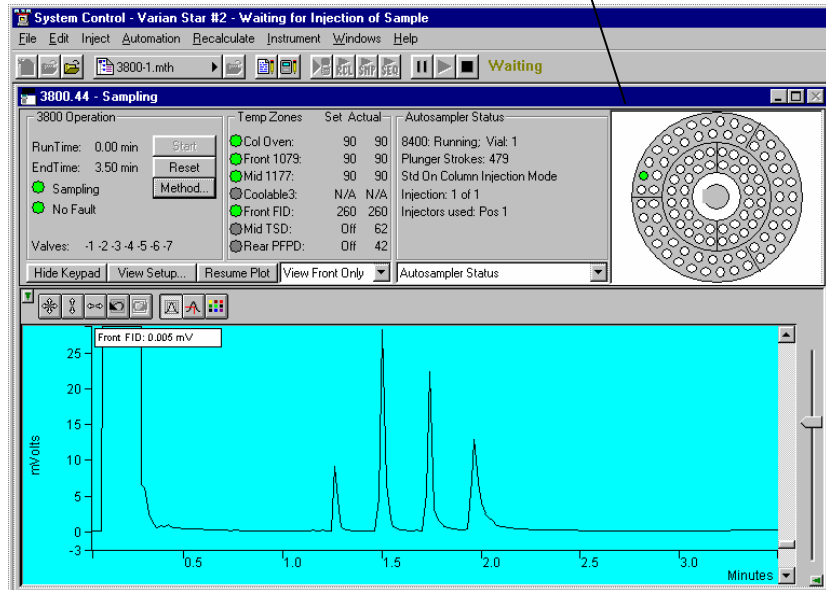 System Control - Varian Star #2 - Waiting for Injection of Sample
File Edit Inject Automation Recalculate Instrument Windows Help
3800-1.mth
RCL SMP SEQ
Waiting
3800.44 - Sampling
3800 Operation
RunTime: 0.00 min Start
EndTime: 3.50 min Reset
Sampling Method...
No Fault
Valves: -1 -2 -3 -4 -5 -6 -7
Temp Zones Set Actual
Col Oven: 90 90
Front 1079: 90 90
Mid 1177: 90 90
Coolable3: N/A N/A
Front FID: 260 260
Mid TSD: Off 62
Rear PFPD: Off 42
Autosampler Status
8400: Running; Vial: 1
Plunger Strokes: 479
Std On Column Injection Mode
Injection: 1 of 1
Injectors used: Pos 1
Hide Keypad View Setup... Resume Plot View Front Only Autosampler Status
Front FID: 0.005 mV
mVolts
25
20
15
10
5
0
-3
0.5 1.0 1.5 2.0 2.5 3.0
Minutes